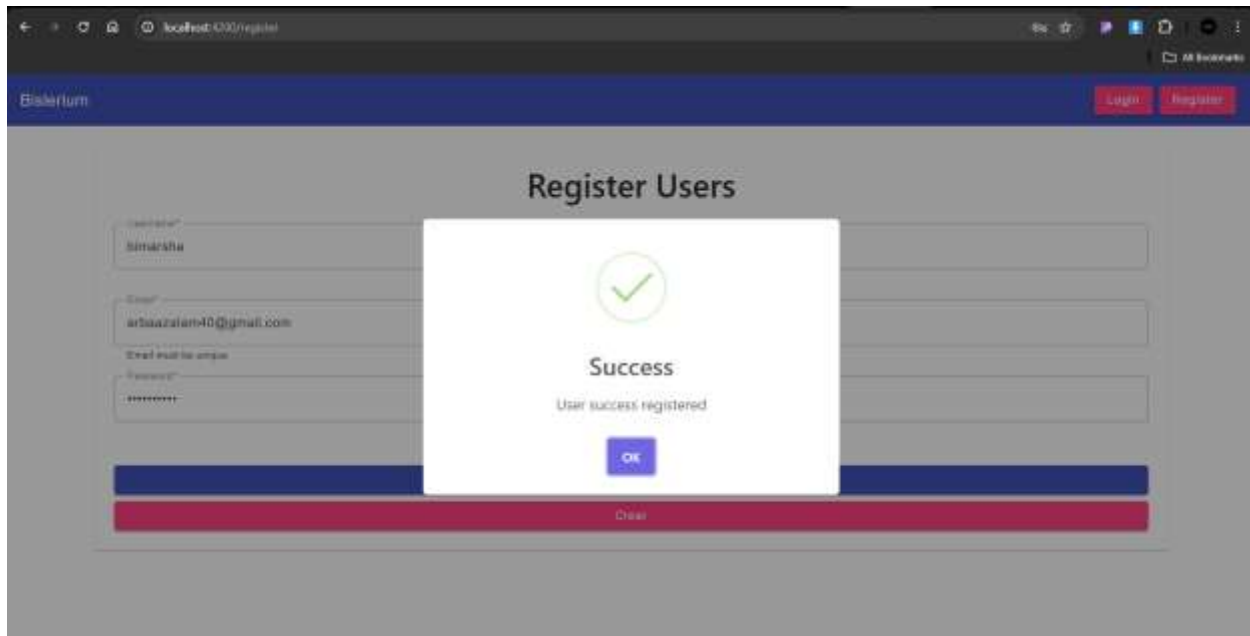 localhost:4200/register
All Bookmarks
Bislerium
Login Register
Register Users
Username*
bimarsha
Email*
arbaazalam40@gmail.com
Email must be unique
Password*
Success
User success registered
OK
Clear